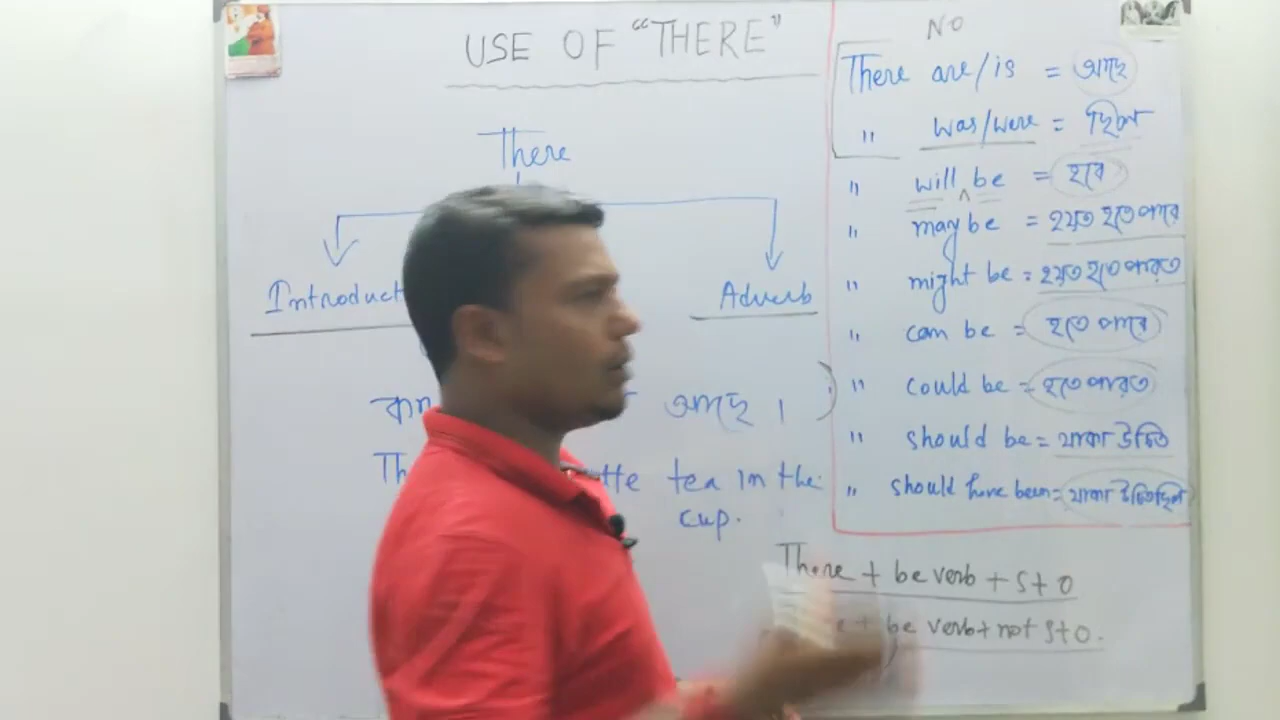 USE OF "THERE"
There
Introduct
Adverb
আছে ।
tea in the
cup.
NO
There are/is = আছে
" was/were = ছিল
" will be = হবে
" may be = হয়ত হতে পারে
" might be = হয়ত হতে পারত
" can be = হতে পারে
" could be = হতে পারত
" should be = থাকা উচিত
" should have been = থাকা উচিত ছিল
There + be verb + S + O
be verb + not S + O.